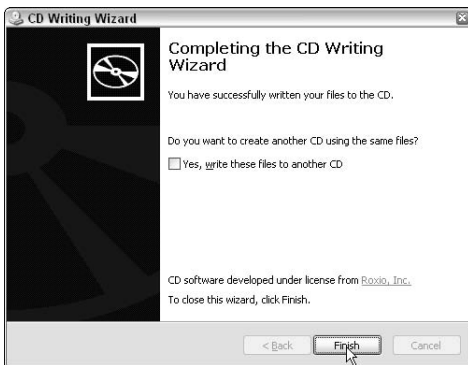 CD Writing Wizard
Completing the CD Writing
Wizard
You have successfully written your files to the CD.
Do you want to create another CD using the same files?
Yes, write these files to another CD
CD software developed under license from Roxio, Inc.
To close this wizard, click Finish.
< Back Finish Cancel